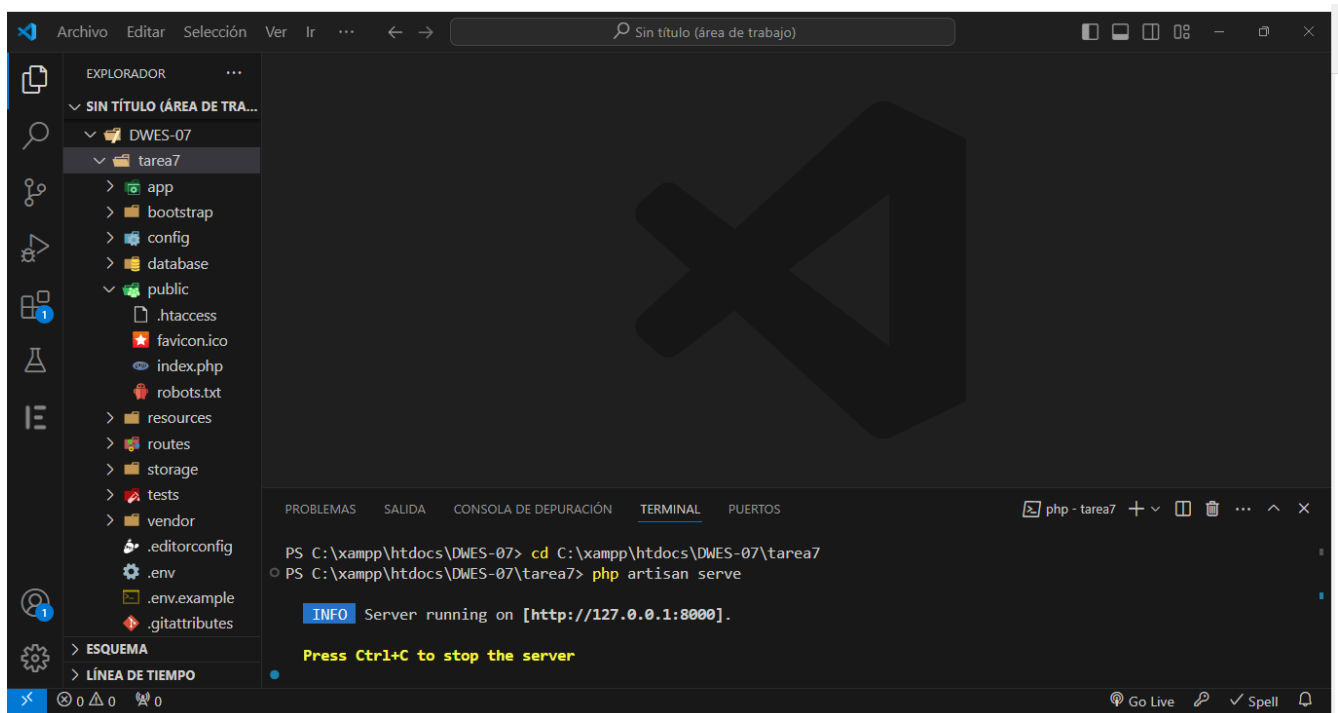 Archivo Editar Selección Ver Ir ··· ← → Sin título (área de trabajo)
EXPLORADOR ···
SIN TÍTULO (ÁREA DE TRA...
DWES-07
tarea7
app
bootstrap
config
database
public
.htaccess
favicon.ico
index.php
robots.txt
resources
routes
storage
tests
vendor
.editorconfig
.env
.env.example
.gitattributes
ESQUEMA
LÍNEA DE TIEMPO
1
1
PROBLEMAS SALIDA CONSOLA DE DEPURACIÓN TERMINAL PUERTOS php - tarea7
PS C:\xampp\htdocs\DWES-07> cd C:\xampp\htdocs\DWES-07\tarea7
PS C:\xampp\htdocs\DWES-07\tarea7> php artisan serve
INFO Server running on [http://127.0.0.1:8000].
Press Ctrl+C to stop the server
0 0 0 Go Live Spell